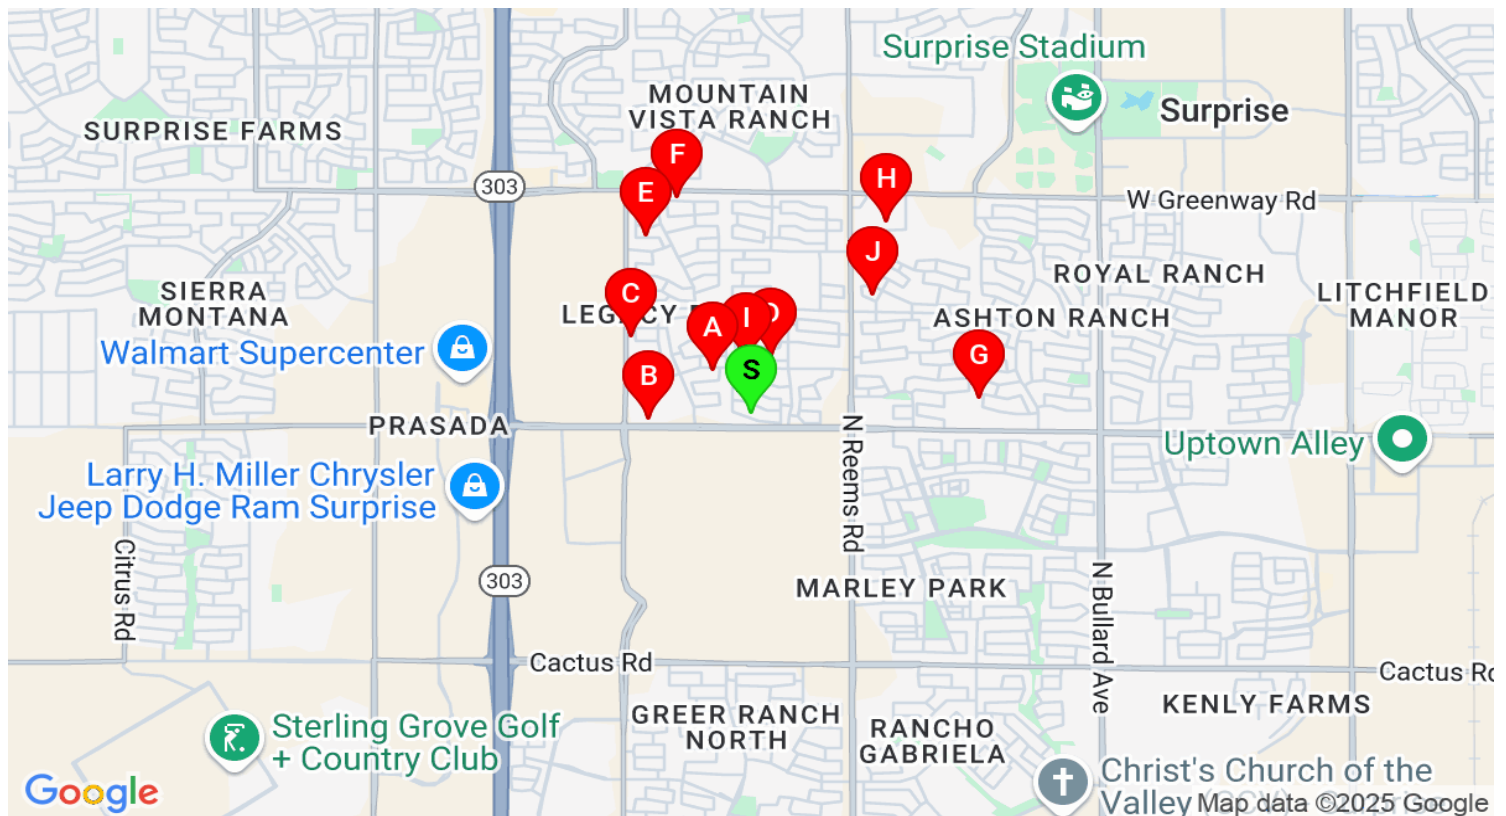 Surprise Stadium
MOUNTAIN
VISTA RANCH
Surprise
SURPRISE FARMS
F
H
E
303
W Greenway Rd
J
ROYAL RANCH
SIERRA
MONTANA
C
LEGACY
A
I
D
ASHTON RANCH
LITCHFIELD
MANOR
Walmart Supercenter
G
S
B
PRASADA
N Reems Rd
Uptown Alley
Larry H. Miller Chrysler
Jeep Dodge Ram Surprise
Citrus Rd
303
MARLEY PARK
N Bullard Ave
Cactus Rd
Cactus Rd
KENLY FARMS
GREER RANCH
NORTH
RANCHO
GABRIELA
Sterling Grove Golf
+ Country Club
Christ's Church of the
Valley
Google
Map data ©2025 Google